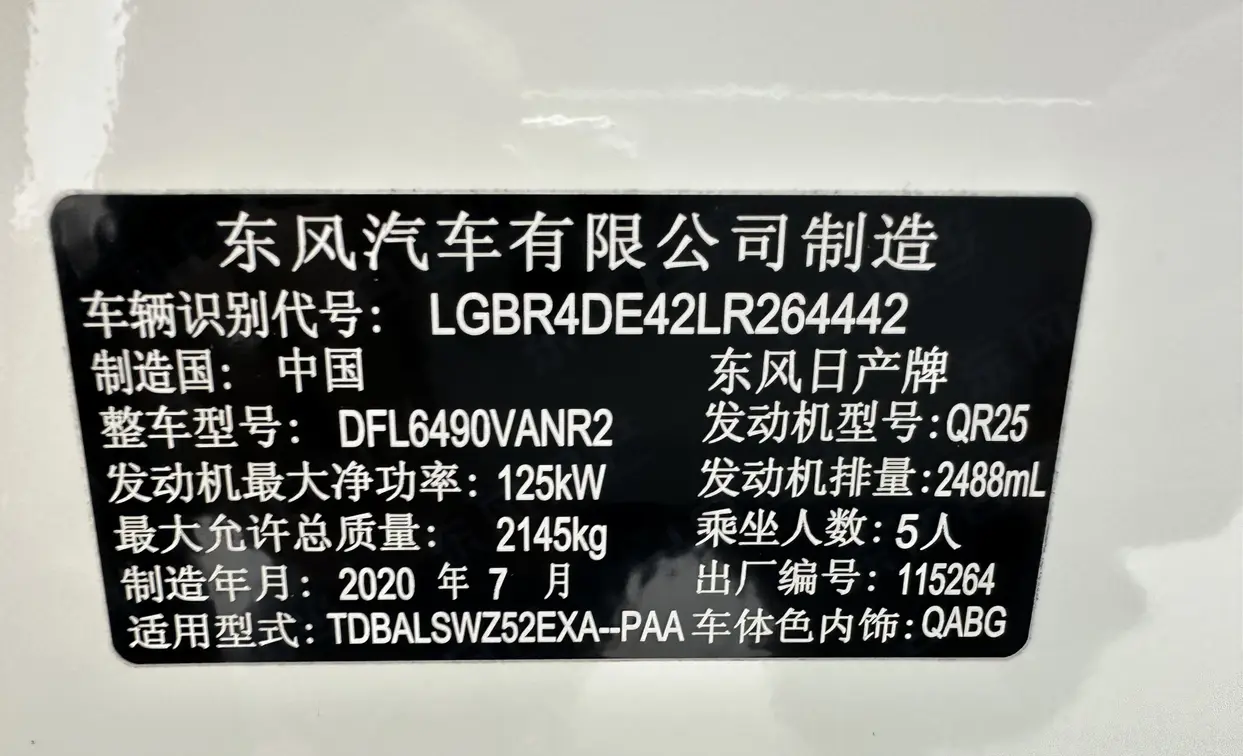 东风汽车有限公司制造
车辆识别代号： LGBR4DE42LR264442
制造国： 中国 东风日产牌
整车型号： DFL6490VANR2 发动机型号:QR25
发动机最大净功率: 125kW 发动机排量:2488mL
最大允许总质量: 2145kg 乘坐人数: 5人
制造年月: 2020 年 7 月 出厂编号: 115264
适用型式: TDBALSWZ52EXA--PAA 车体色内饰:QABG